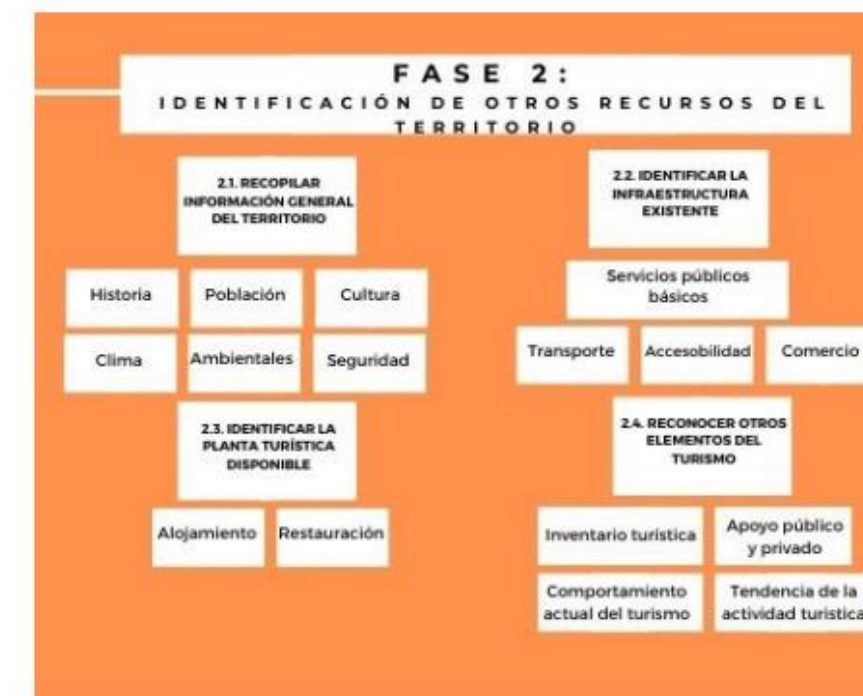 FASE 2:
IDENTIFICACIÓN DE OTROS RECURSOS DEL
TERRITORIO
2.1. RECOPILAR
INFORMACIÓN GENERAL
DEL TERRITORIO
Historia
Población
Cultura
Clima
Ambientales
Seguridad
2.2. IDENTIFICAR LA
INFRAESTRUCTURA
EXISTENTE
Servicios públicos
básicos
Transporte
Accesobilidad
Comercio
2.3. IDENTIFICAR LA
PLANTA TURÍSTICA
DISPONIBLE
Alojamiento
Restauración
2.4. RECONOCER OTROS
ELEMENTOS DEL
TURISMO
Inventario turística
Apoyo público
y privado
Comportamiento
actual del turismo
Tendencia de la
actividad turistica